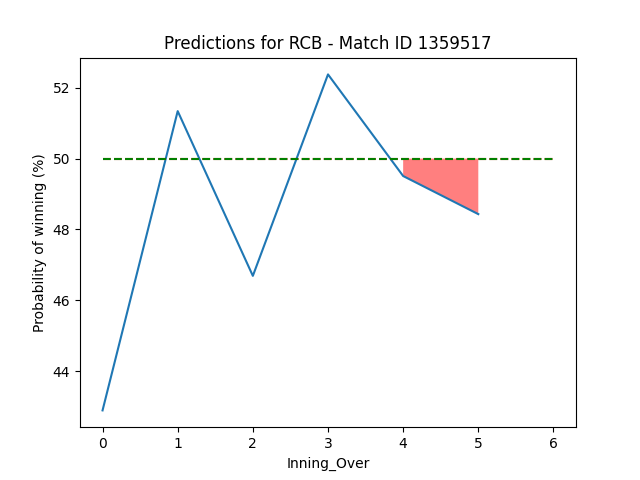 Predictions for RCB - Match ID 1359517
Probability of winning (%)
52
50
48
46
44
0 1 2 3 4 5 6
Inning_Over